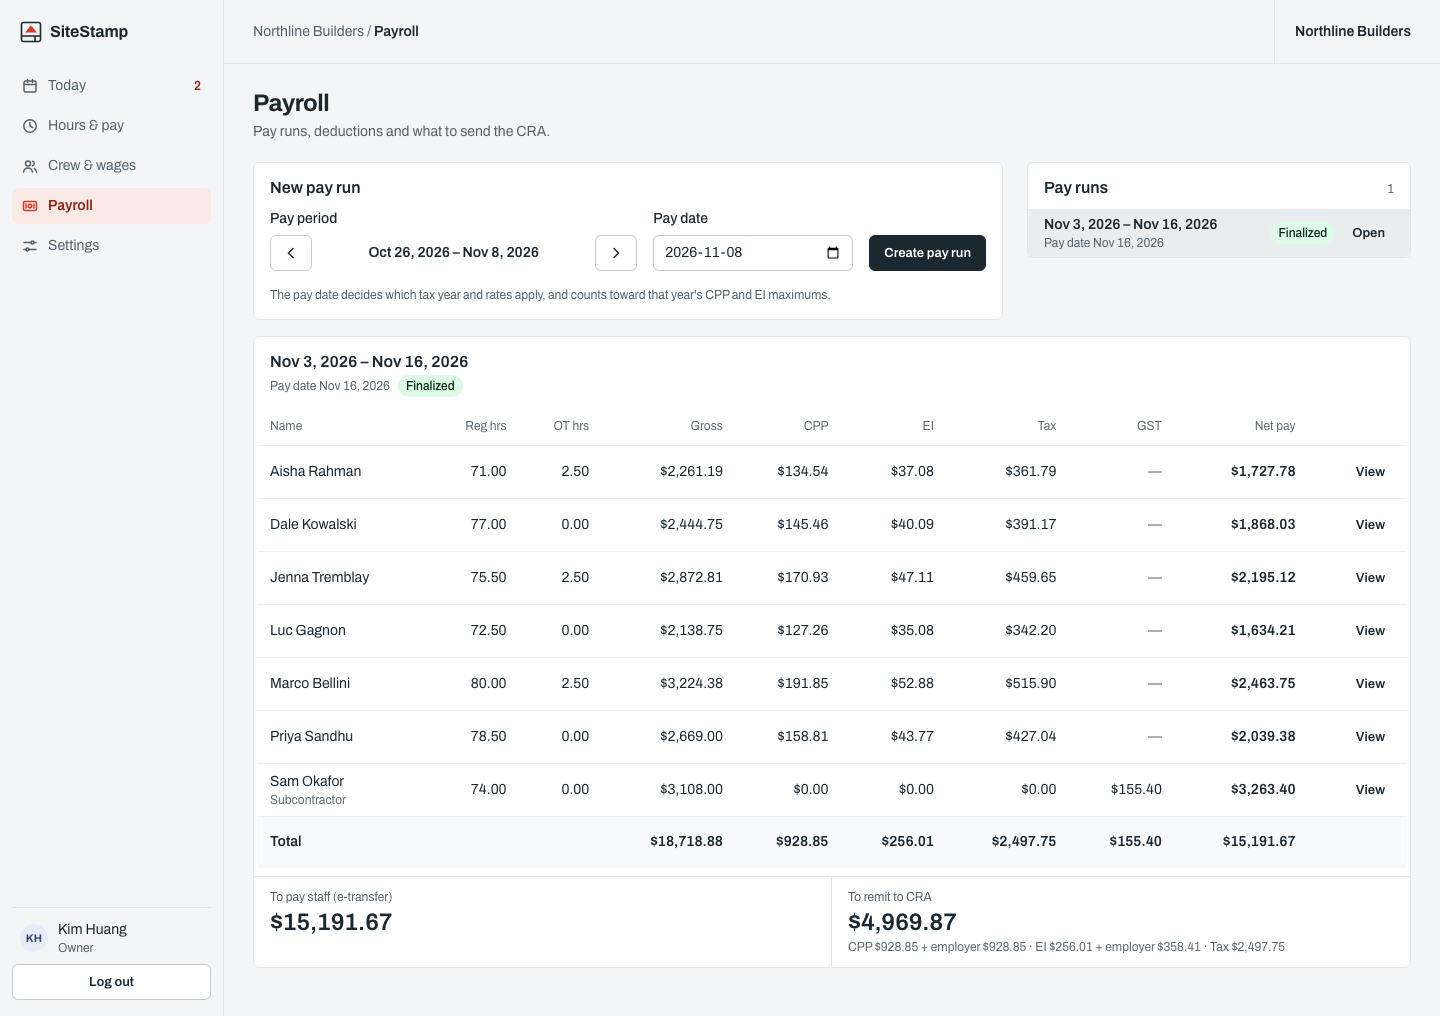 SiteStamp
Northline Builders / Payroll
Northline Builders
Today 2
Hours & pay
Crew & wages
Payroll
Settings
Payroll
Pay runs, deductions and what to send the CRA.
New pay run
Pay period
Pay date
Oct 26, 2026 – Nov 8, 2026
2026-11-08
Create pay run
The pay date decides which tax year and rates apply, and counts toward that year's CPP and EI maximums.
Pay runs 1
Nov 3, 2026 – Nov 16, 2026
Pay date Nov 16, 2026
Finalized Open
Nov 3, 2026 – Nov 16, 2026
Pay date Nov 16, 2026 Finalized
Name Reg hrs OT hrs Gross CPP EI Tax GST Net pay
Aisha Rahman 71.00 2.50 $2,261.19 $134.54 $37.08 $361.79 — $1,727.78 View
Dale Kowalski 77.00 0.00 $2,444.75 $145.46 $40.09 $391.17 — $1,868.03 View
Jenna Tremblay 75.50 2.50 $2,872.81 $170.93 $47.11 $459.65 — $2,195.12 View
Luc Gagnon 72.50 0.00 $2,138.75 $127.26 $35.08 $342.20 — $1,634.21 View
Marco Bellini 80.00 2.50 $3,224.38 $191.85 $52.88 $515.90 — $2,463.75 View
Priya Sandhu 78.50 0.00 $2,669.00 $158.81 $43.77 $427.04 — $2,039.38 View
Sam Okafor 74.00 0.00 $3,108.00 $0.00 $0.00 $0.00 $155.40 $3,263.40 View
Subcontractor
Total $18,718.88 $928.85 $256.01 $2,497.75 $155.40 $15,191.67
To pay staff (e-transfer)
$15,191.67
To remit to CRA
$4,969.87
CPP $928.85 + employer $928.85 · EI $256.01 + employer $358.41 · Tax $2,497.75
KH
Kim Huang
Owner
Log out